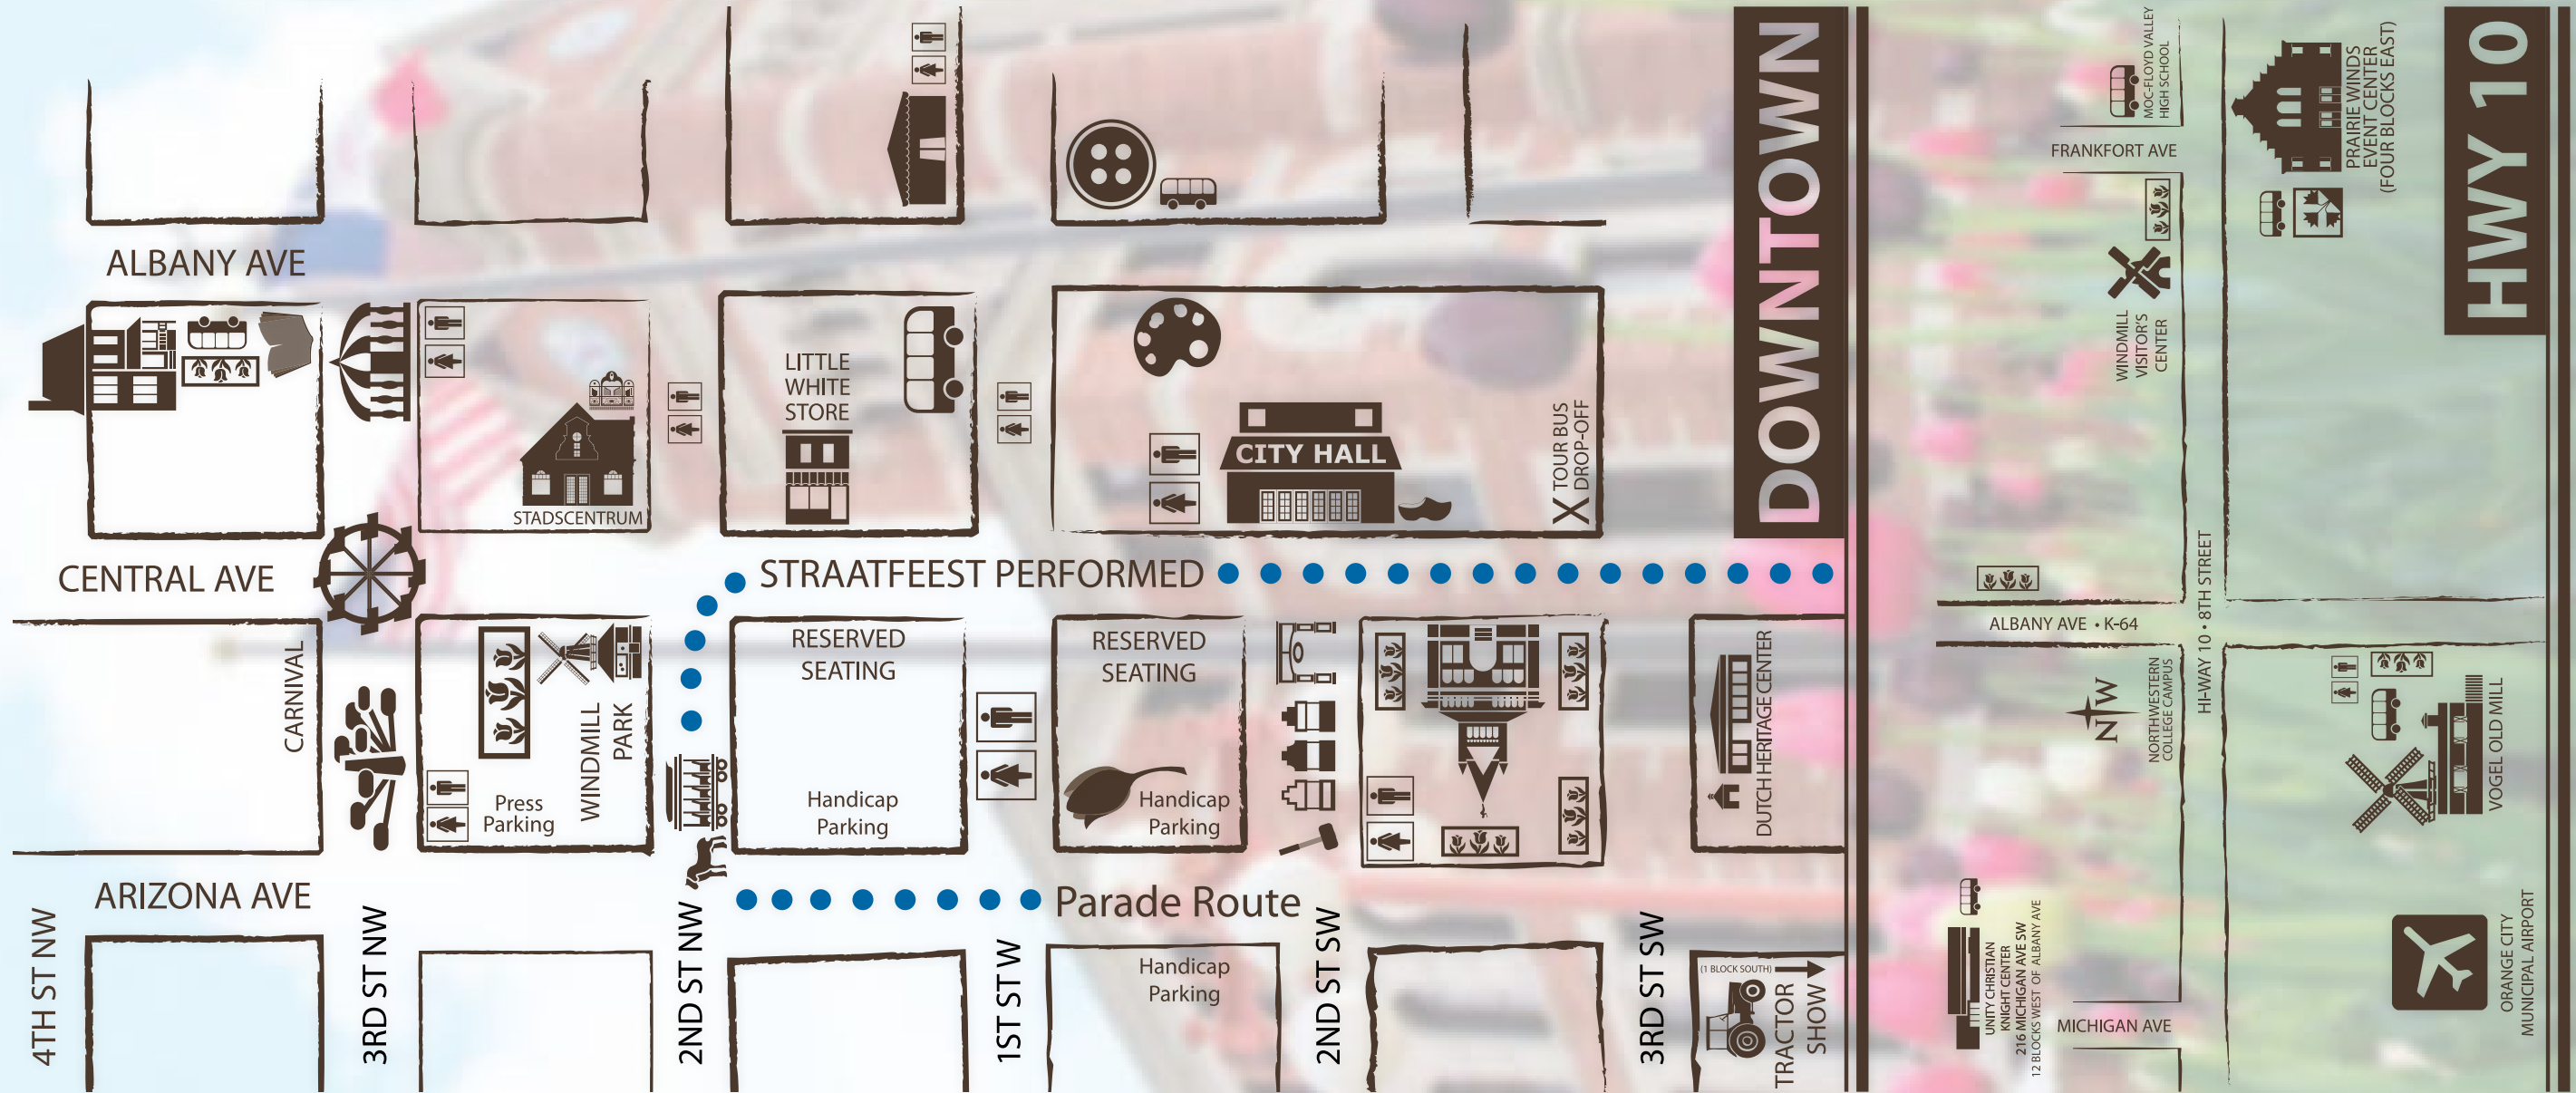 ALBANY AVE
CENTRAL AVE
ARIZONA AVE
4TH ST NW
3RD ST NW
2ND ST NW
1ST ST W
2ND ST SW
3RD ST SW
STADSCENTRUM
LITTLE
WHITE
STORE
CITY HALL
X TOUR BUS
DROP-OFF
STRAATFEEST PERFORMED
CARNIVAL
WINDMILL
PARK
Press
Parking
RESERVED
SEATING
Handicap
Parking
RESERVED
SEATING
Handicap
Parking
DUTCH HERITAGE CENTER
Parade Route
Handicap
Parking
(1 BLOCK SOUTH)
TRACTOR
SHOW
DOWNTOWN
MOC-FLOYD VALLEY
HIGH SCHOOL
FRANKFORT AVE
PRAIRIE WINDS
EVENT CENTER
(FOUR BLOCKS EAST)
HWY 10
WINDMILL
VISITOR'S
CENTER
HI-WAY 10 • 8TH STREET
ALBANY AVE • K-64
N W
NORTHWESTERN
COLLEGE CAMPUS
VOGEL OLD MILL
UNITY CHRISTIAN
KNIGHT CENTER
216 MICHIGAN AVE SW
12 BLOCKS WEST OF ALBANY AVE
MICHIGAN AVE
ORANGE CITY
MUNICIPAL AIRPORT